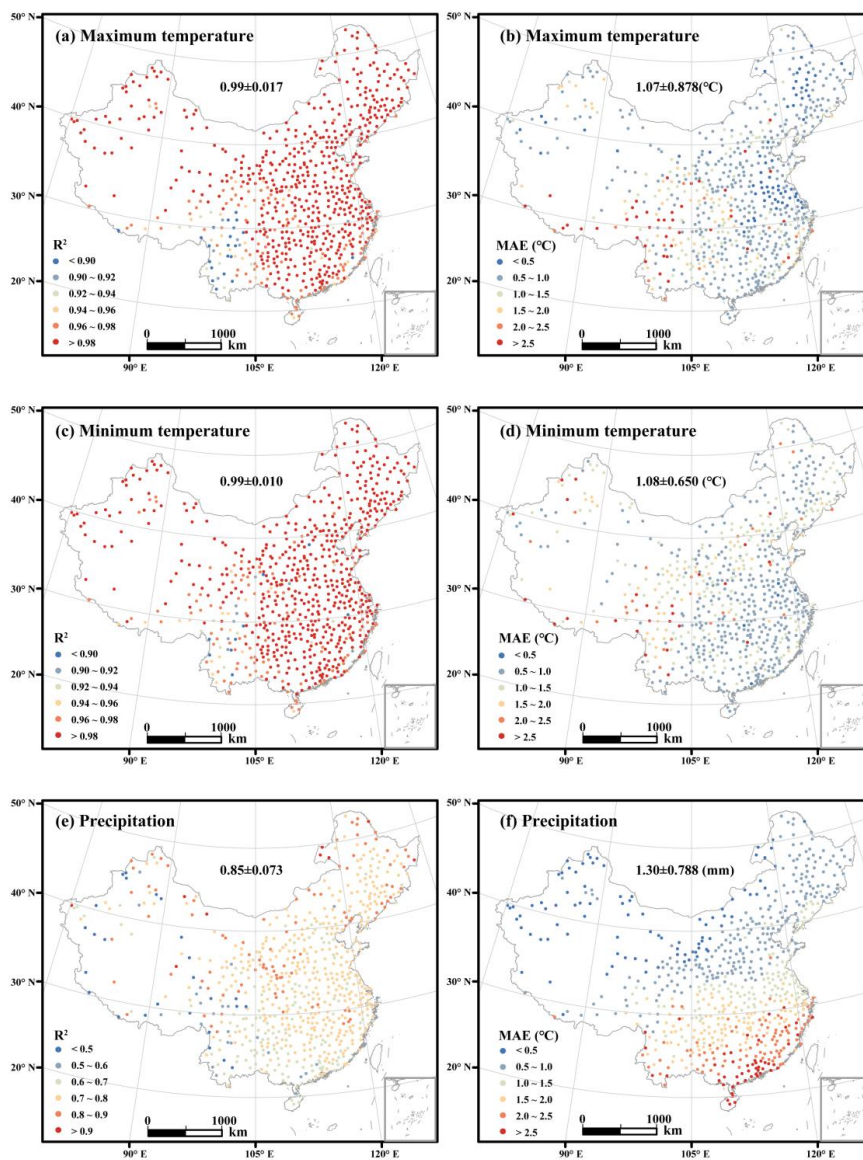 50° N
40° N
30° N
20° N
(a) Maximum temperature
0.99±0.017
R²
< 0.90
0.90 ~ 0.92
0.92 ~ 0.94
0.94 ~ 0.96
0.96 ~ 0.98
> 0.98
0 1000
km
90° E 105° E 120° E
50° N
40° N
30° N
20° N
(b) Maximum temperature
1.07±0.878(℃)
MAE (℃)
< 0.5
0.5 ~ 1.0
1.0 ~ 1.5
1.5 ~ 2.0
2.0 ~ 2.5
> 2.5
0 1000
km
90° E 105° E 120° E
50° N
40° N
30° N
20° N
(c) Minimum temperature
0.99±0.010
R²
< 0.90
0.90 ~ 0.92
0.92 ~ 0.94
0.94 ~ 0.96
0.96 ~ 0.98
> 0.98
0 1000
km
90° E 105° E 120° E
50° N
40° N
30° N
20° N
(d) Minimum temperature
1.08±0.650 (℃)
MAE (℃)
< 0.5
0.5 ~ 1.0
1.0 ~ 1.5
1.5 ~ 2.0
2.0 ~ 2.5
> 2.5
0 1000
km
90° E 105° E 120° E
50° N
40° N
30° N
20° N
(e) Precipitation
0.85±0.073
R²
< 0.5
0.5 ~ 0.6
0.6 ~ 0.7
0.7 ~ 0.8
0.8 ~ 0.9
> 0.9
0 1000
km
90° E 105° E 120° E
50° N
40° N
30° N
20° N
(f) Precipitation
1.30±0.788 (mm)
MAE (℃)
< 0.5
0.5 ~ 1.0
1.0 ~ 1.5
1.5 ~ 2.0
2.0 ~ 2.5
> 2.5
0 1000
km
90° E 105° E 120° E